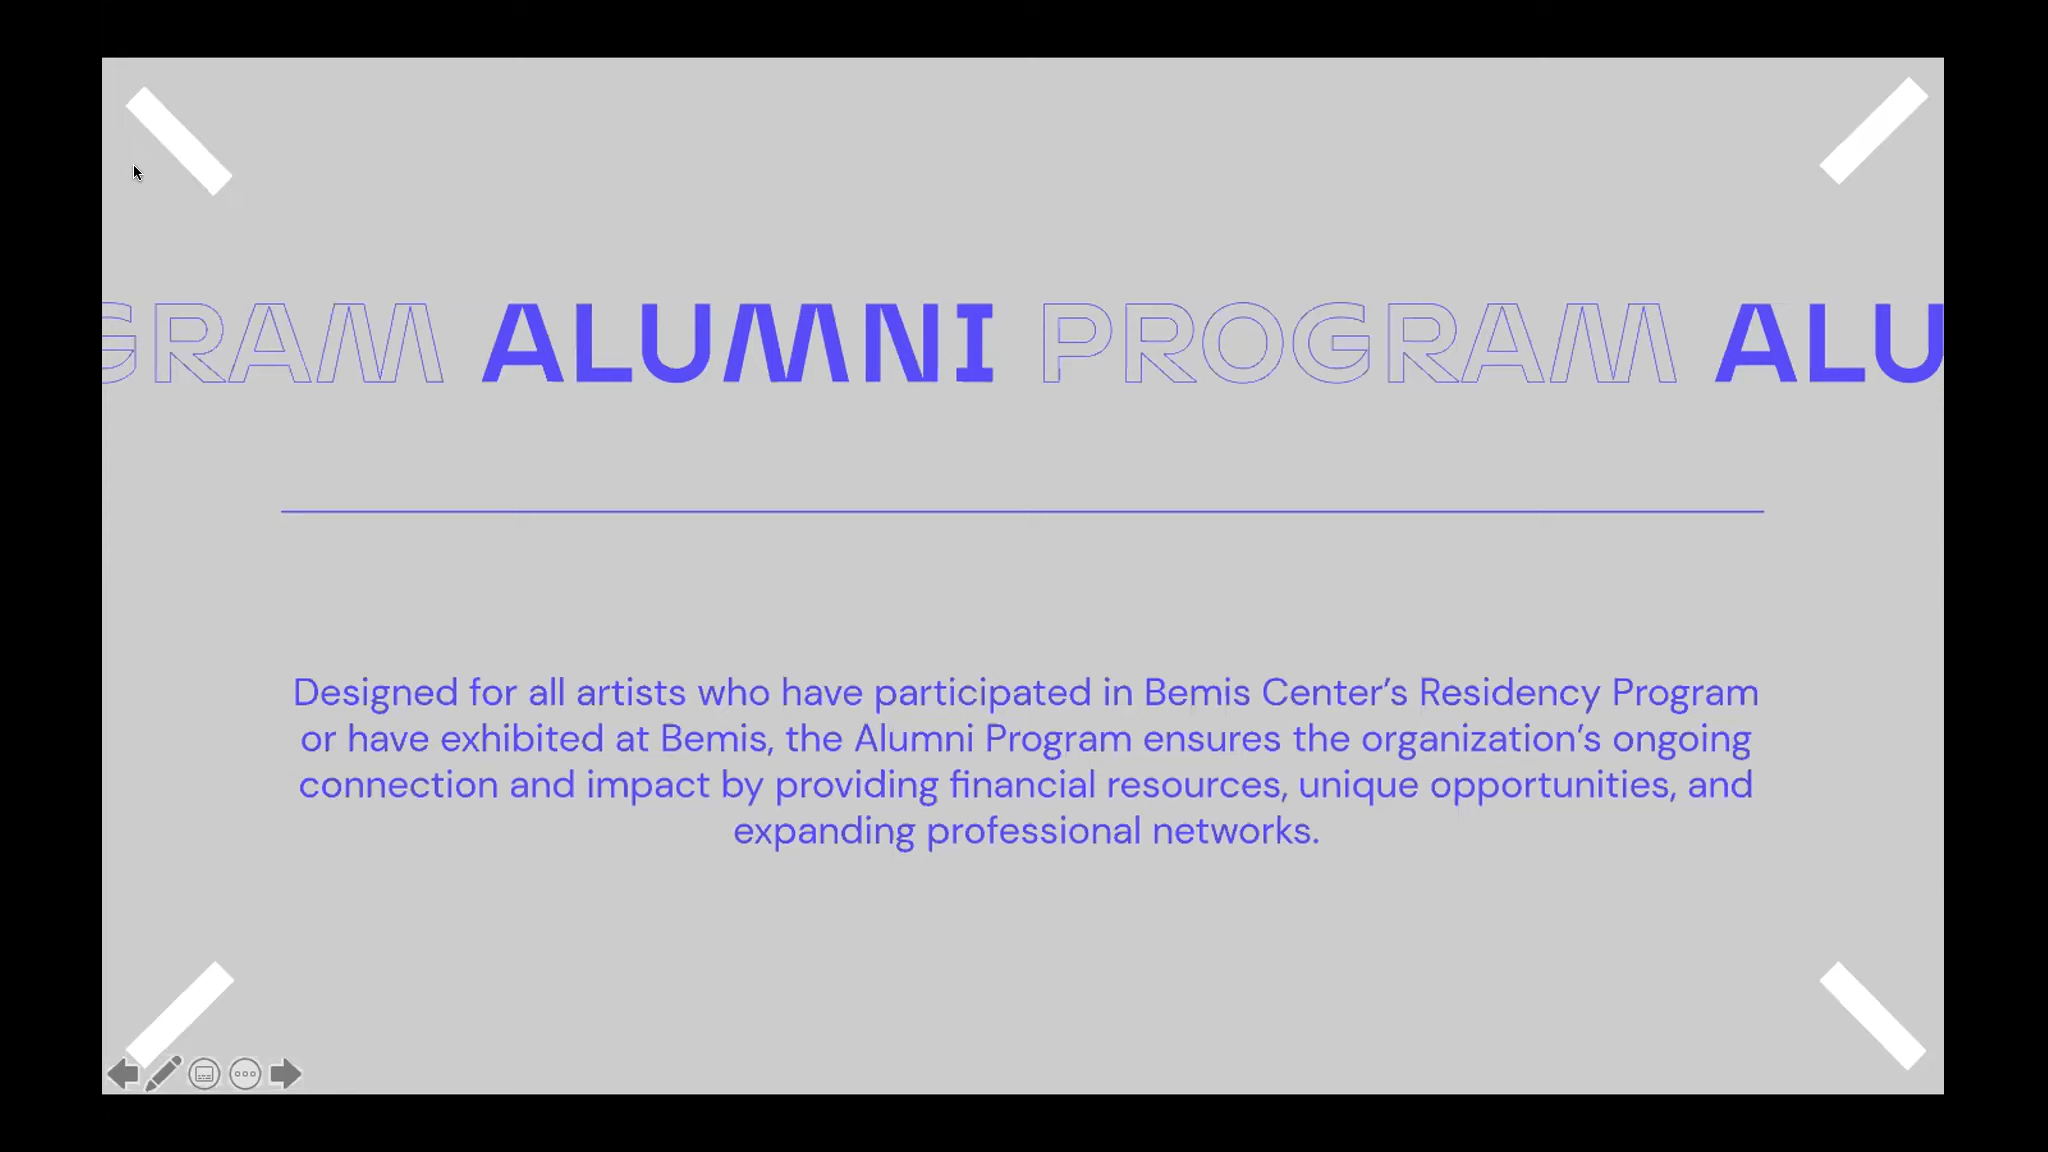 GRAM ALUMNI PROGRAM ALU
Designed for all artists who have participated in Bemis Center’s Residency Program
or have exhibited at Bemis, the Alumni Program ensures the organization’s ongoing
connection and impact by providing financial resources, unique opportunities, and
expanding professional networks.